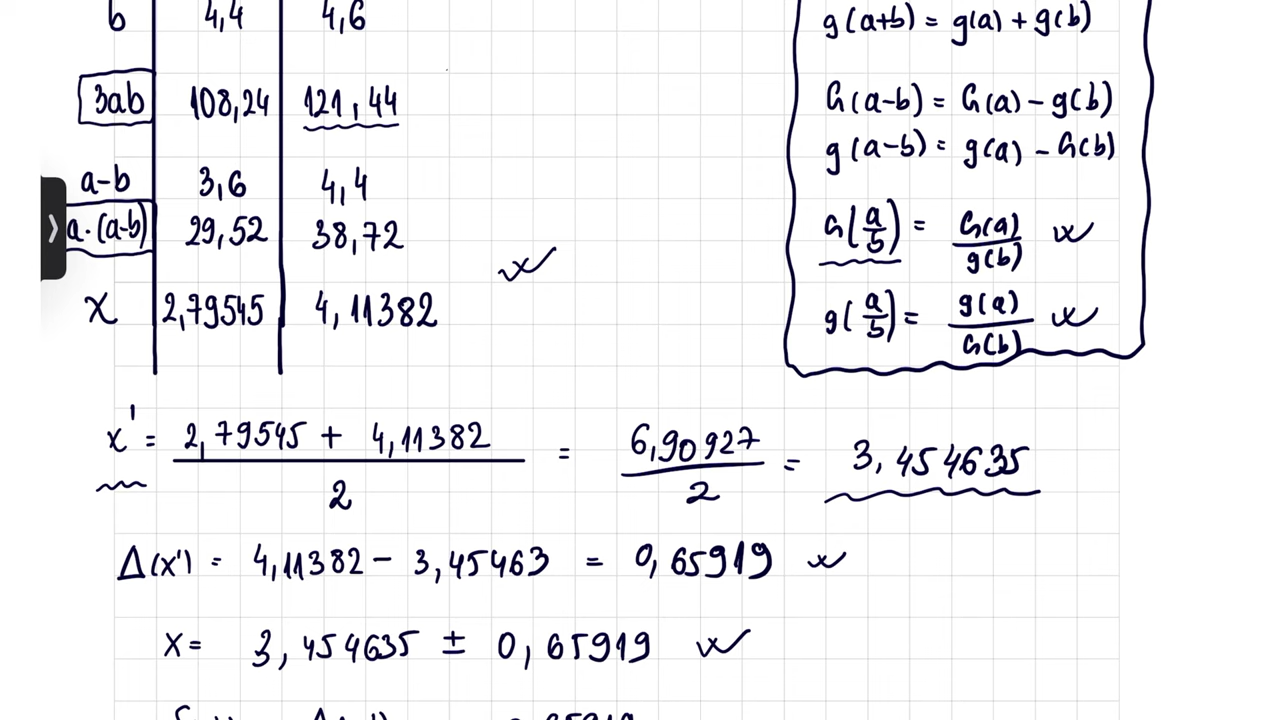 b 4,4 4,6
3ab 108,24 121,44
a-b 3,6 4,4
a·(a-b) 29,52 38,72
x 2,79545 4,11382
g(a+b) = g(a) + g(b)
h(a-b) = h(a) - g(b)
g(a-b) = g(a) - h(b)
h(a/b) = h(a)/g(b)
g(a/b) = g(a)/h(b)
x' = (2,79545 + 4,11382)/2 = 6,90927/2 = 3,454635
Δ(x') = 4,11382 - 3,45463 = 0,65919
x = 3,454635 ± 0,65919